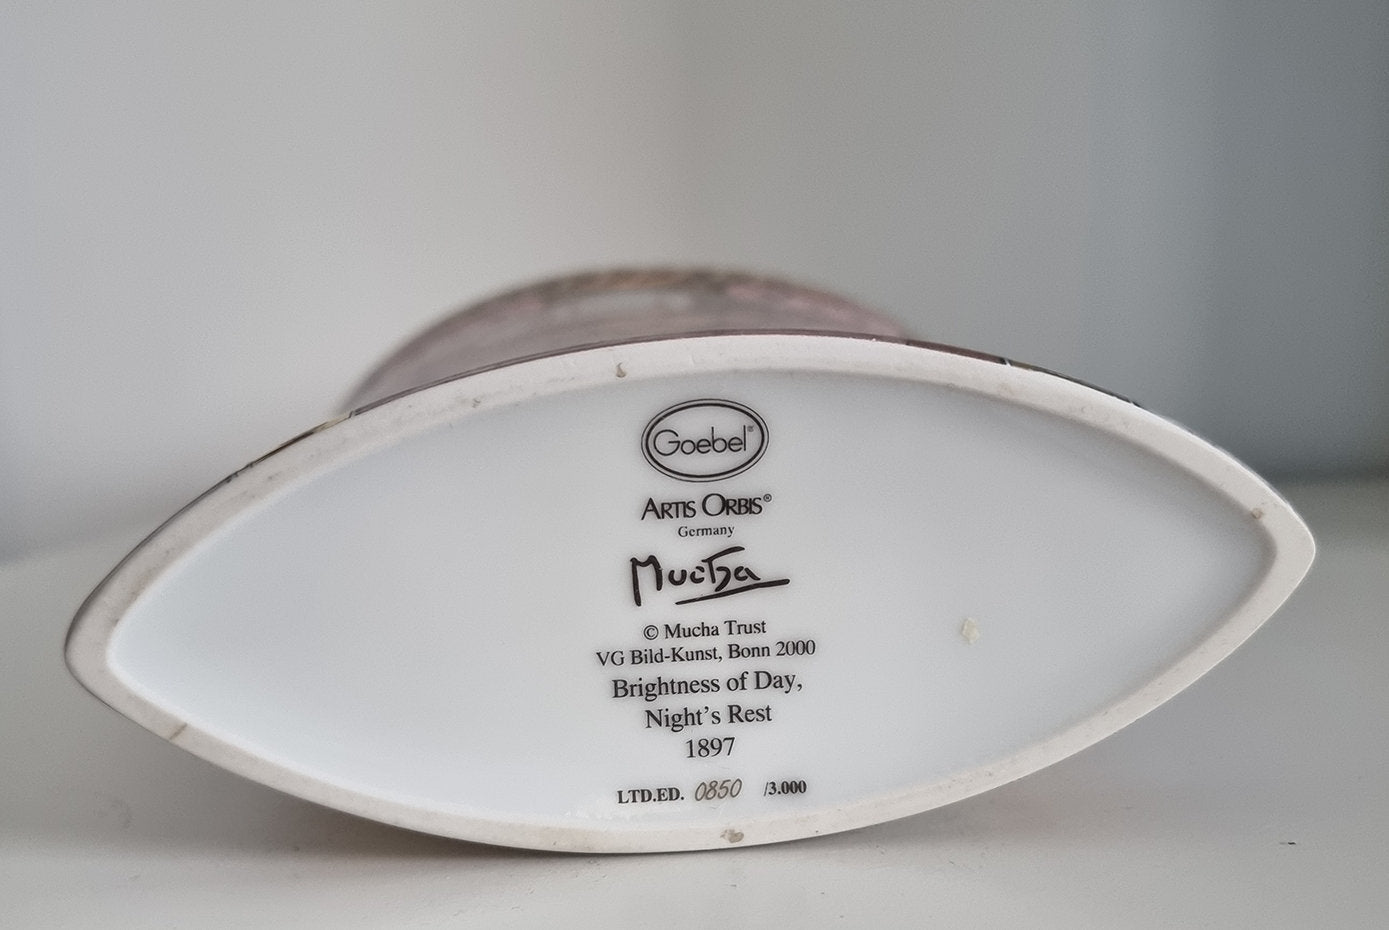 Goebel®
ARTIS ORBIS®
Germany
Mucha
© Mucha Trust
VG Bild-Kunst, Bonn 2000
Brightness of Day,
Night's Rest
1897
LTD.ED. 0850 /3.000